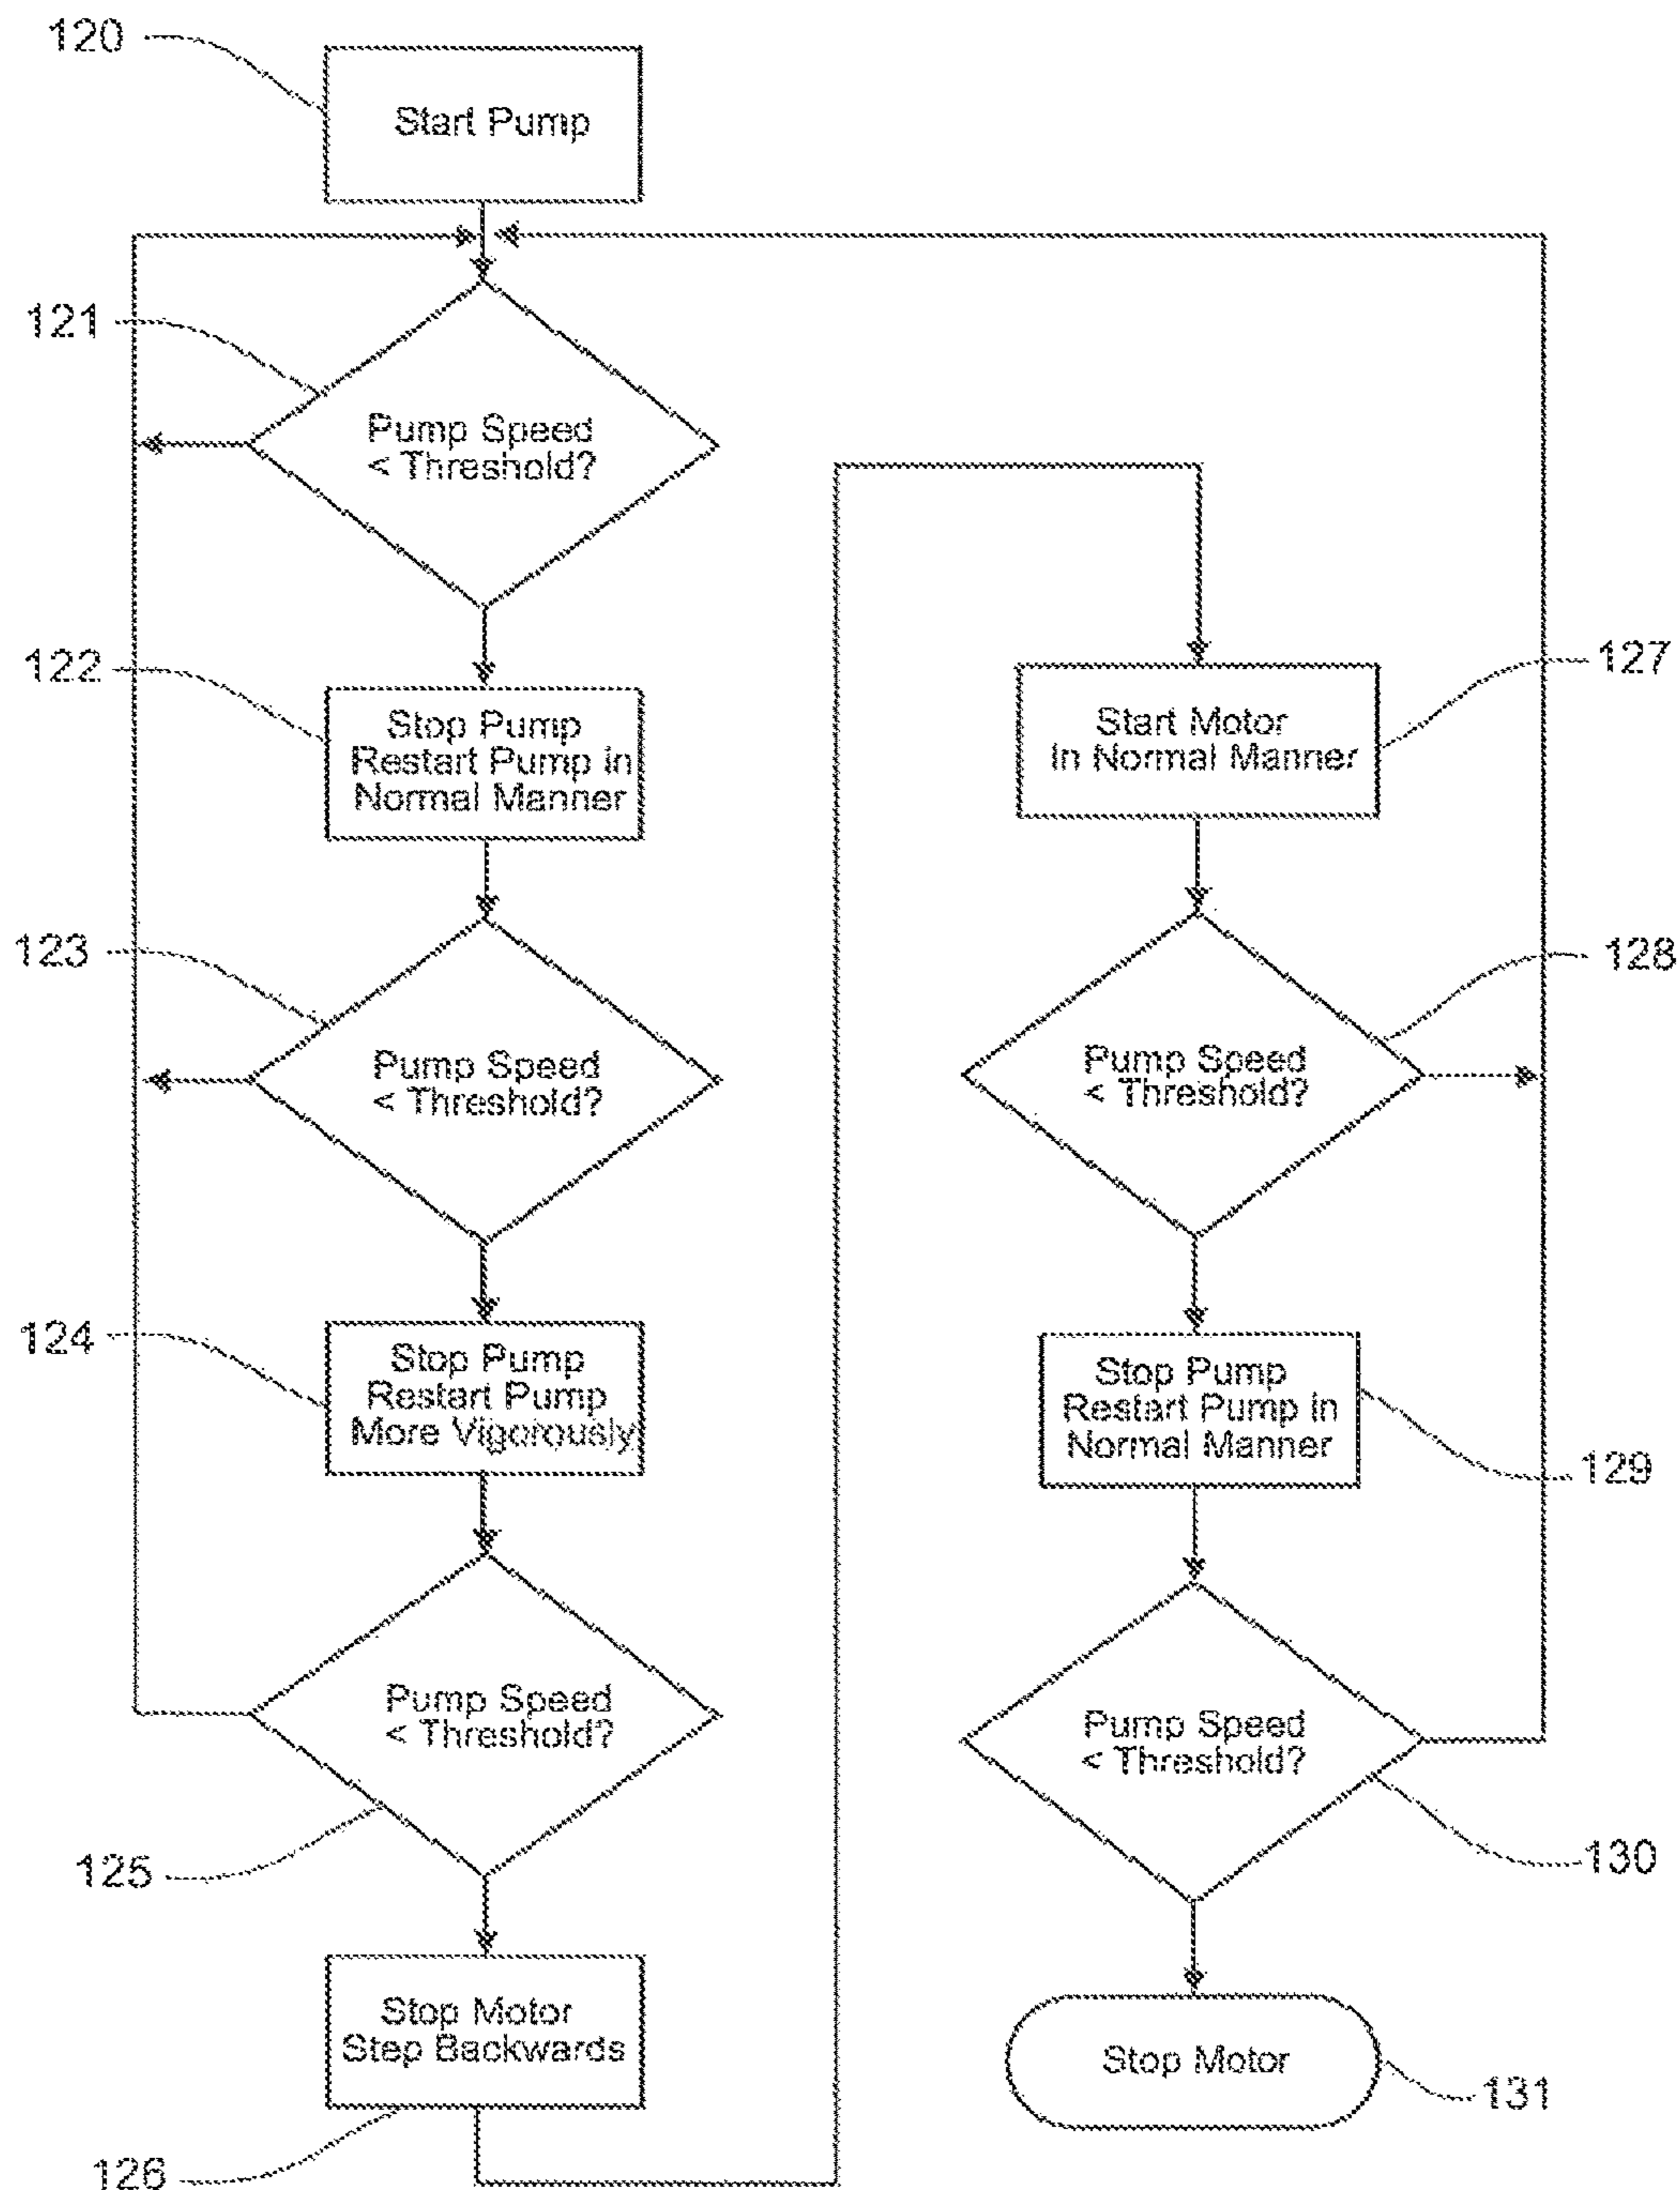 120
Start Pump
121
Pump Speed
< Threshold?
122
Stop Pump
Restart Pump in
Normal Manner
123
Pump Speed
< Threshold?
124
Stop Pump
Restart Pump
More Vigorously
125
Pump Speed
< Threshold?
126
Stop Motor
Step Backwards
127
Start Motor
in Normal Manner
128
Pump Speed
< Threshold?
129
Stop Pump
Restart Pump in
Normal Manner
130
Pump Speed
< Threshold?
131
Stop Motor